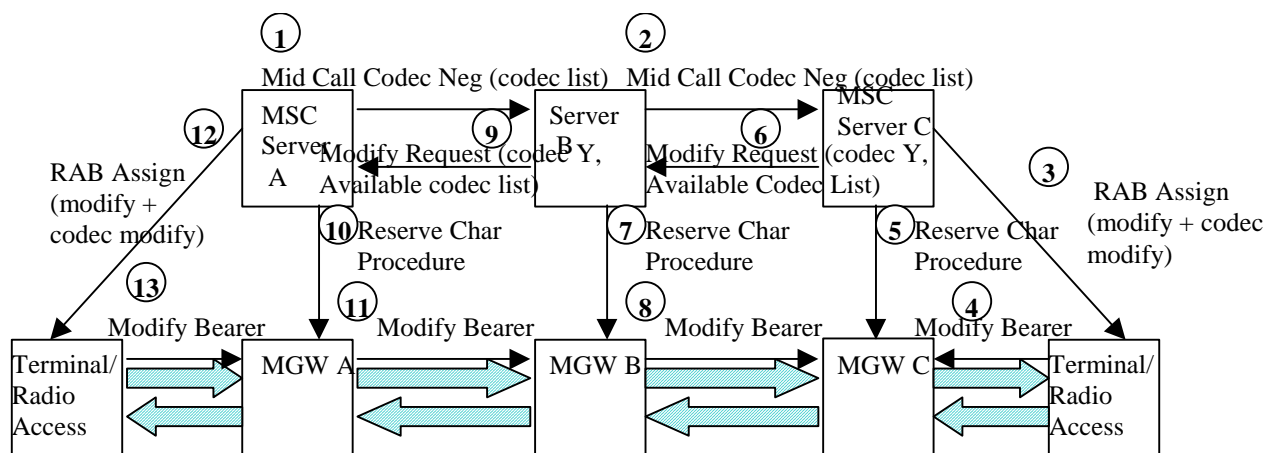 1
2
Mid Call Codec Neg (codec list)
Mid Call Codec Neg (codec list)
MSC
Server
A
Server
B
MSC
Server C
12
9
6
3
Modify Request (codec Y,
Available codec list)
Modify Request (codec Y,
Available Codec List)
RAB Assign
(modify +
codec modify)
RAB Assign
(modify + codec
modify)
10
Reserve Char
Procedure
7
Reserve Char
Procedure
5
Reserve Char
Procedure
13
11
8
4
Modify Bearer
Modify Bearer
Modify Bearer
Modify Bearer
Terminal/
Radio
Access
MGW A
MGW B
MGW C
Terminal/
Radio
Access